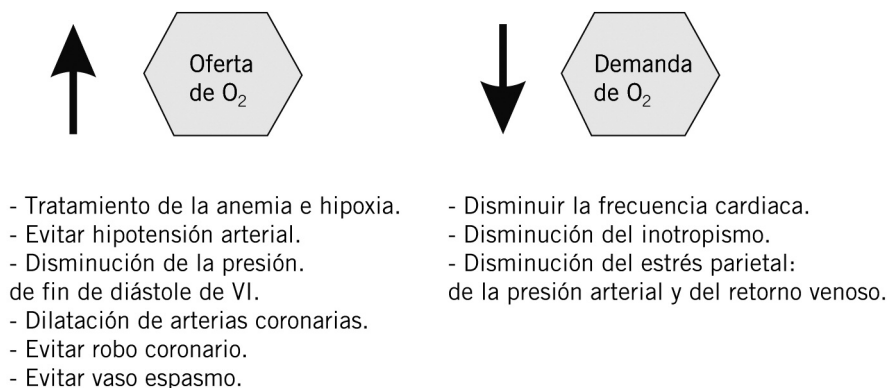 Oferta
de O₂
Demanda
de O₂
- Tratamiento de la anemia e hipoxia.
- Evitar hipotensión arterial.
- Disminución de la presión.
de fin de diástole de VI.
- Dilatación de arterias coronarias.
- Evitar robo coronario.
- Evitar vaso espasmo.
- Disminuir la frecuencia cardiaca.
- Disminución del inotropismo.
- Disminución del estrés parietal:
de la presión arterial y del retorno venoso.